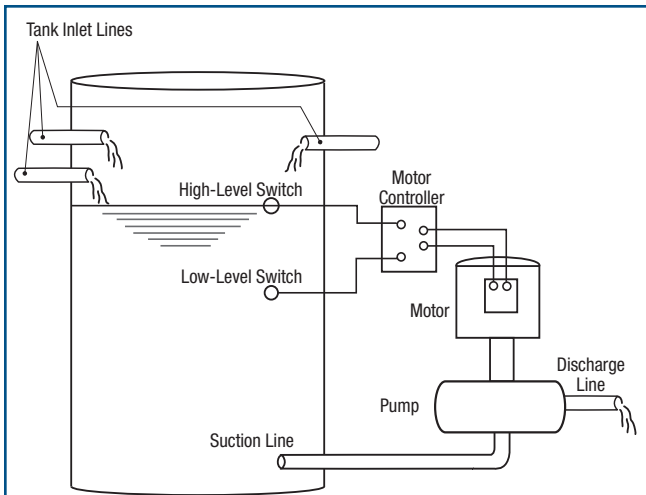 Tank Inlet Lines
High-Level Switch
Motor
Controller
Low-Level Switch
Motor
Discharge
Line
Pump
Suction Line